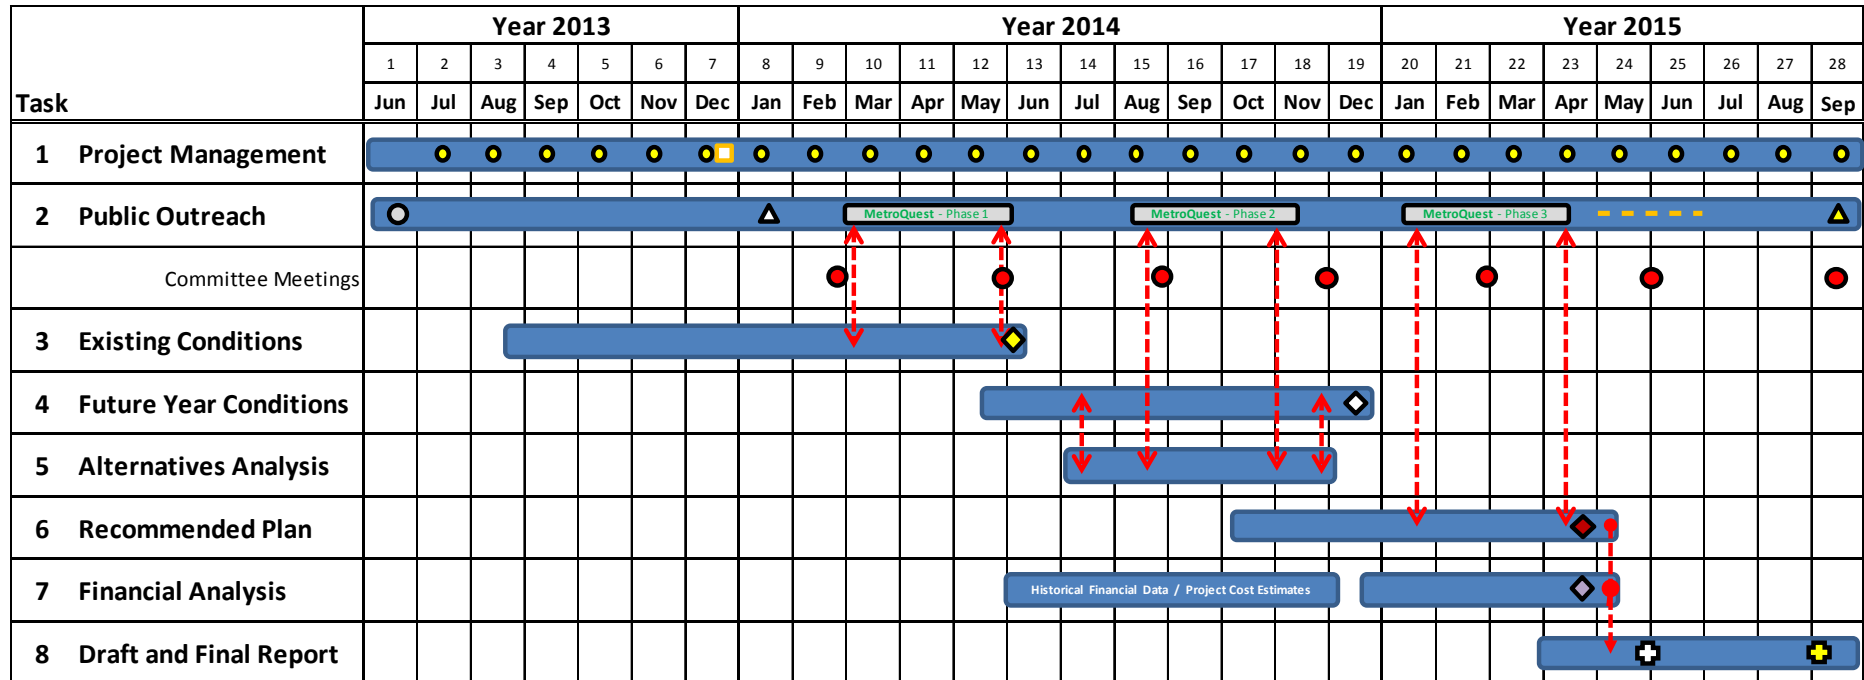 Year 2013 Year 2014 Year 2015
1 2 3 4 5 6 7 8 9 10 11 12 13 14 15 16 17 18 19 20 21 22 23 24 25 26 27 28
Task Jun Jul Aug Sep Oct Nov Dec Jan Feb Mar Apr May Jun Jul Aug Sep Oct Nov Dec Jan Feb Mar Apr May Jun Jul Aug Sep
1 Project Management
2 Public Outreach MetroQuest - Phase 1 MetroQuest - Phase 2 MetroQuest - Phase 3
Committee Meetings
3 Existing Conditions
4 Future Year Conditions
5 Alternatives Analysis
6 Recommended Plan
7 Financial Analysis Historical Financial Data / Project Cost Estimates
8 Draft and Final Report